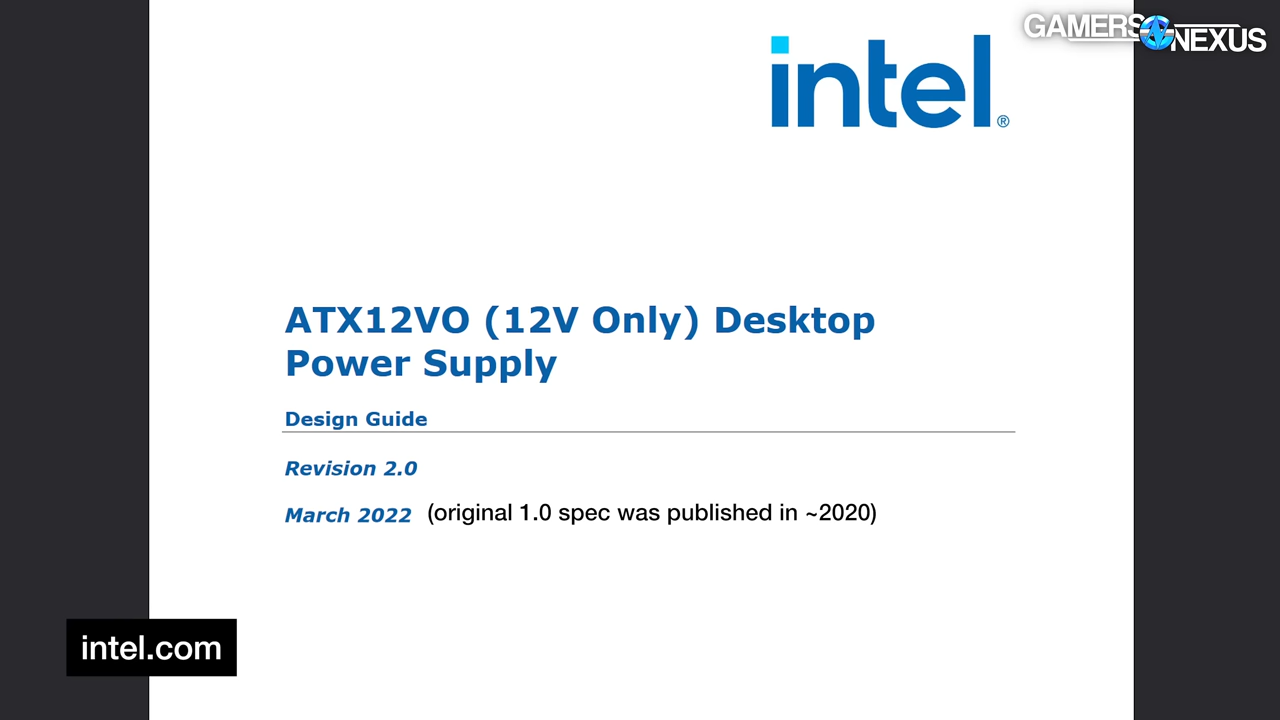 GAMERS NEXUS
intel®
ATX12VO (12V Only) Desktop
Power Supply
Design Guide
Revision 2.0
March 2022 (original 1.0 spec was published in ~2020)
intel.com